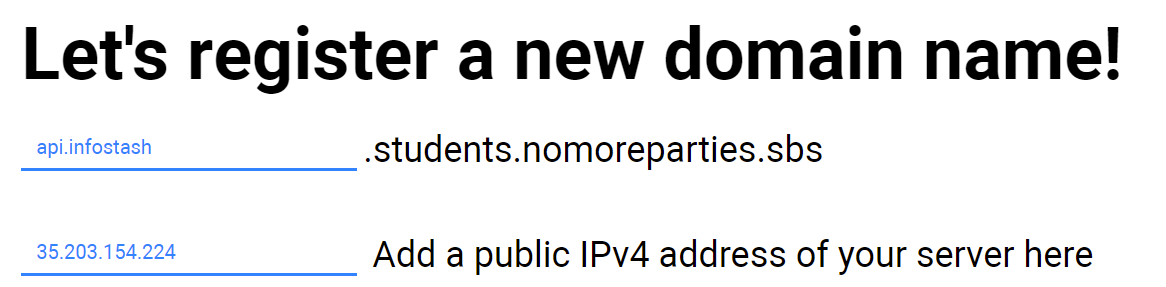 Let's register a new domain name!
api.infostash .students.nomoreparties.sbs
35.203.154.224 Add a public IPv4 address of your server here